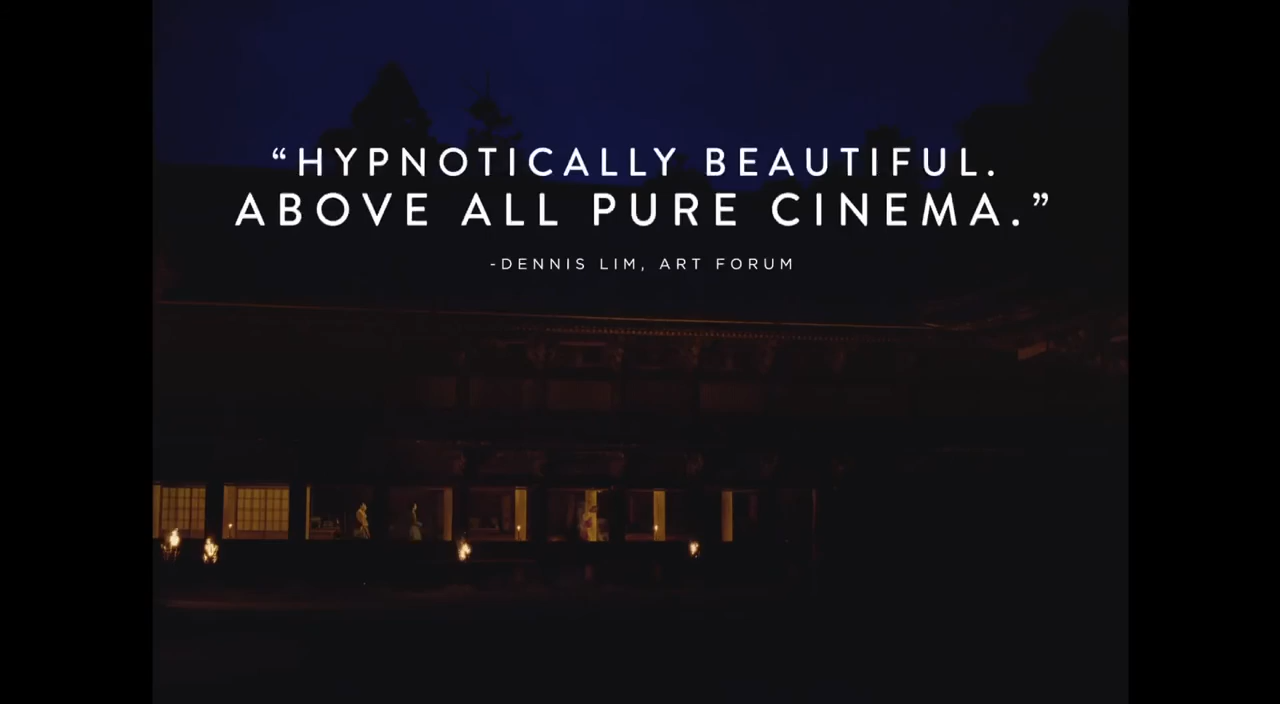 “HYPNOTICALLY BEAUTIFUL.
ABOVE ALL PURE CINEMA.”
-DENNIS LIM, ART FORUM